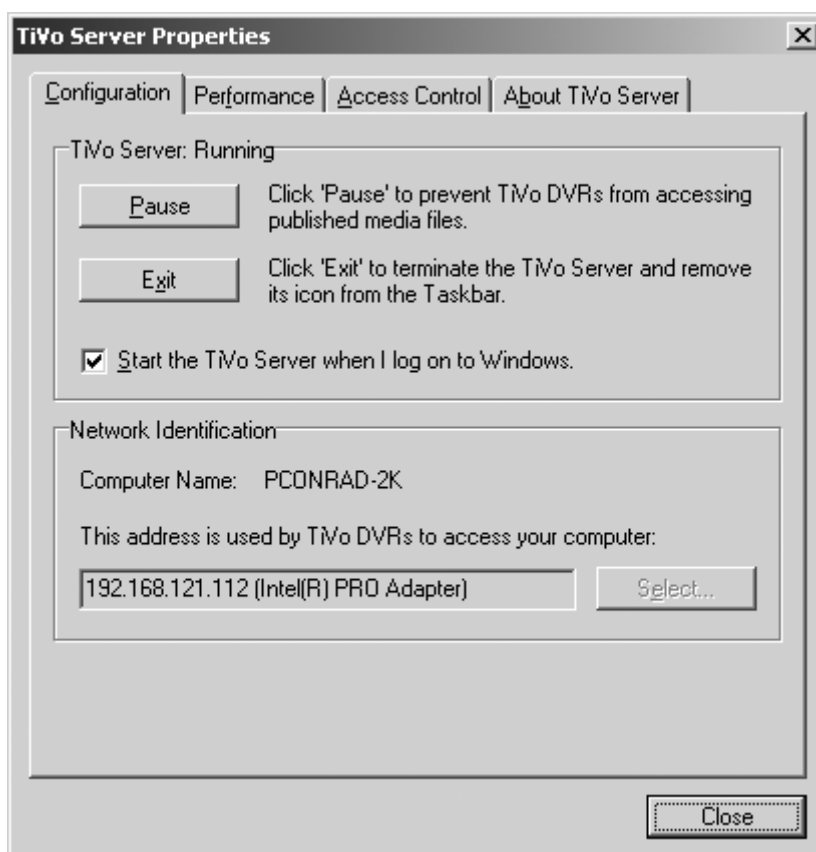 TiVo Server Properties
Configuration Performance Access Control About TiVo Server
TiVo Server: Running
Pause
Click 'Pause' to prevent TiVo DVRs from accessing
published media files.
Exit
Click 'Exit' to terminate the TiVo Server and remove
its icon from the Taskbar.
Start the TiVo Server when I log on to Windows.
Network Identification
Computer Name: PCONRAD-2K
This address is used by TiVo DVRs to access your computer:
192.168.121.112 (Intel(R) PRO Adapter) Select...
Close